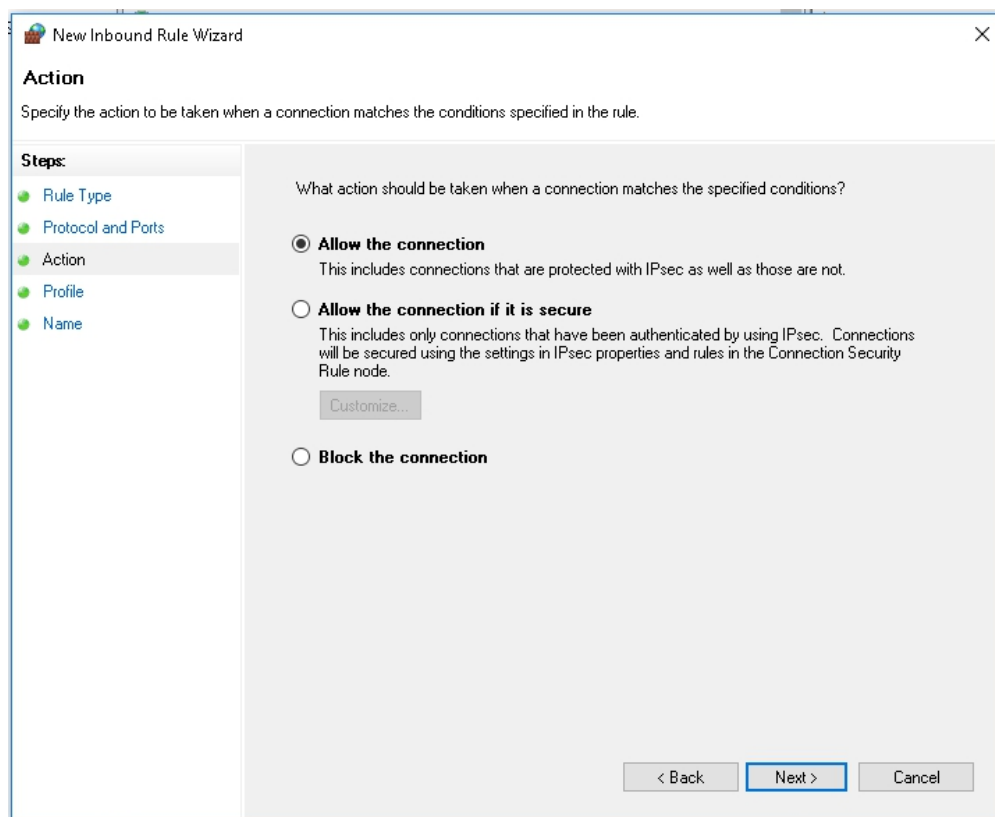 New Inbound Rule Wizard
Action
Specify the action to be taken when a connection matches the conditions specified in the rule.
Steps:
Rule Type
Protocol and Ports
Action
Profile
Name
What action should be taken when a connection matches the specified conditions?
Allow the connection
This includes connections that are protected with IPsec as well as those are not.
Allow the connection if it is secure
This includes only connections that have been authenticated by using IPsec. Connections
will be secured using the settings in IPsec properties and rules in the Connection Security
Rule node.
Customize...
Block the connection
< Back
Next >
Cancel